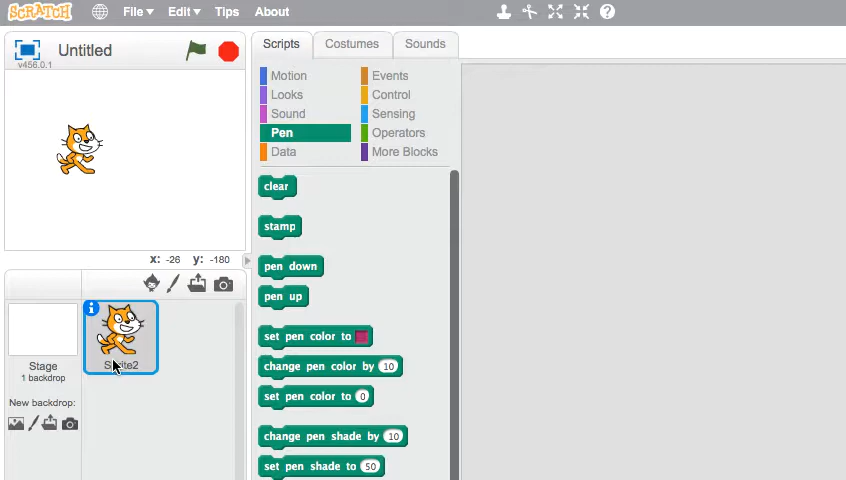 SCRATCH File Edit Tips About
Untitled
v456.0.1
x: -26 y: -180
Stage
1 backdrop
New backdrop:
Sprite2
Scripts Costumes Sounds
Motion Events
Looks Control
Sound Sensing
Pen Operators
Data More Blocks
clear
stamp
pen down
pen up
set pen color to
change pen color by 10
set pen color to 0
change pen shade by 10
set pen shade to 50